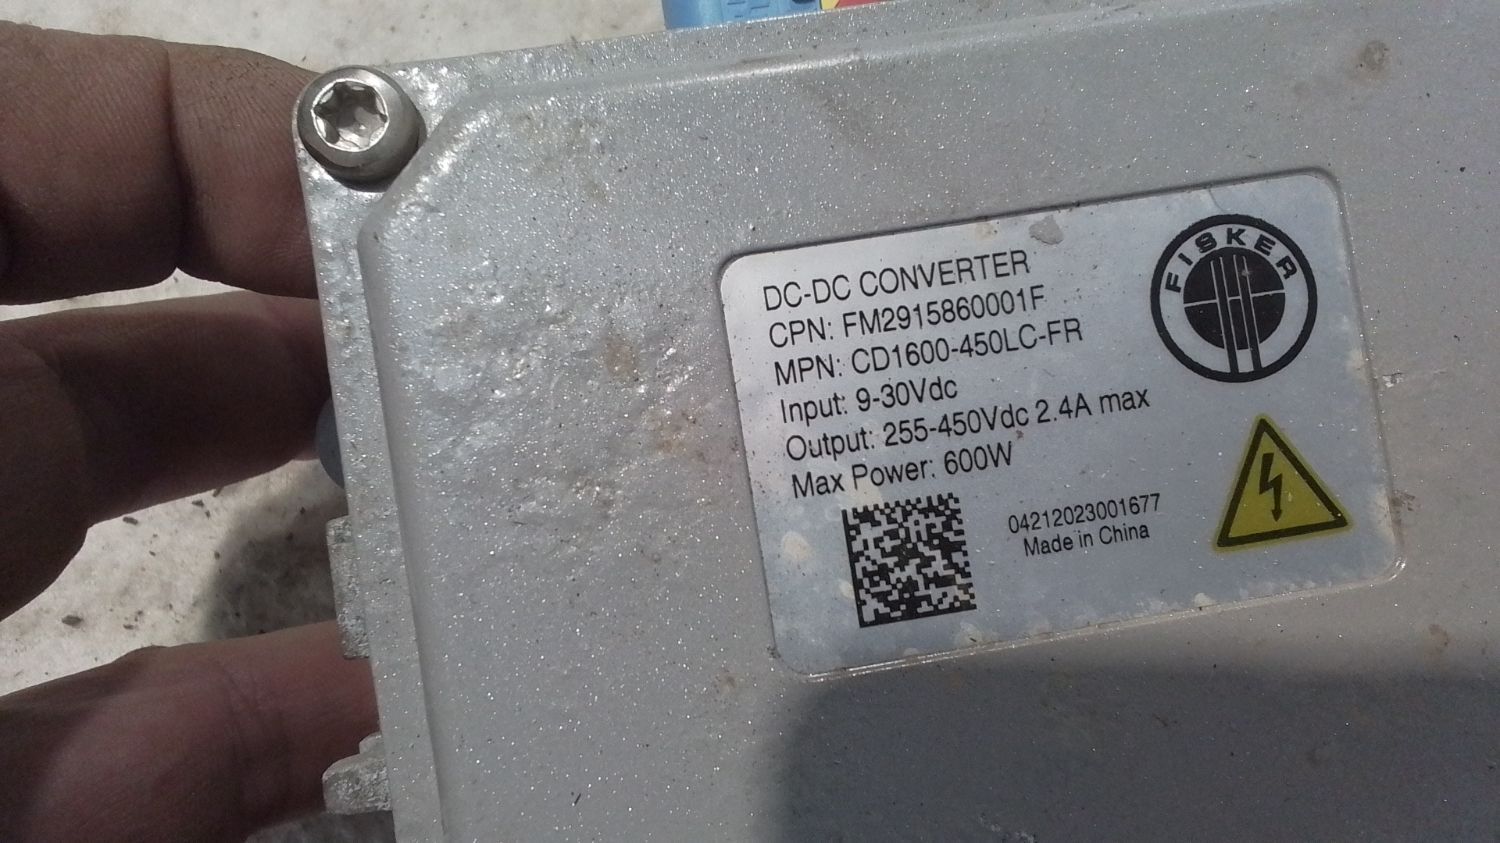 FISKER
DC-DC CONVERTER
CPN: FM2915860001F
MPN: CD1600-450LC-FR
Input: 9-30Vdc
Output: 255-450Vdc 2.4A max
Max Power: 600W
04212023001677
Made in China